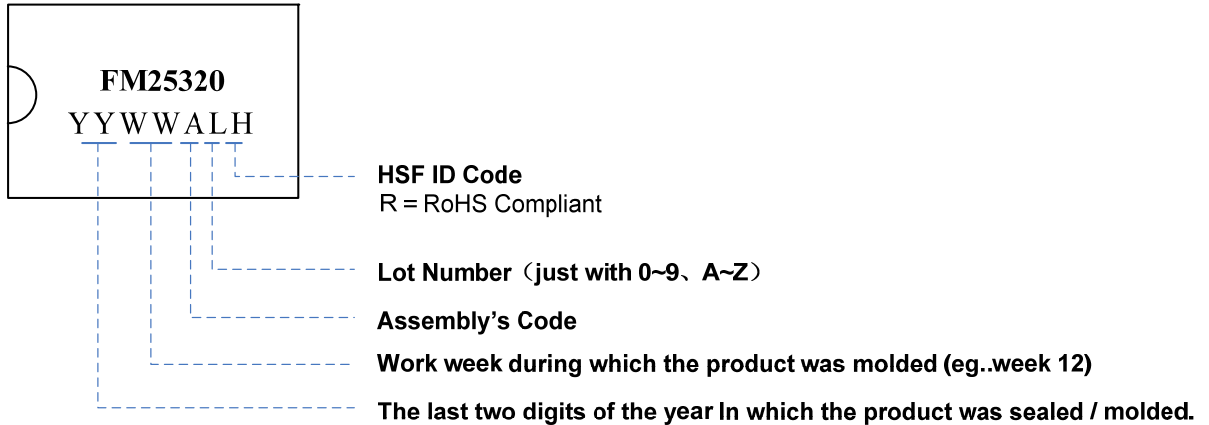 FM25320
YYWWALH
HSF ID Code
R = RoHS Compliant
Lot Number（just with 0~9、A~Z）
Assembly's Code
Work week during which the product was molded (eg..week 12)
The last two digits of the year In which the product was sealed / molded.